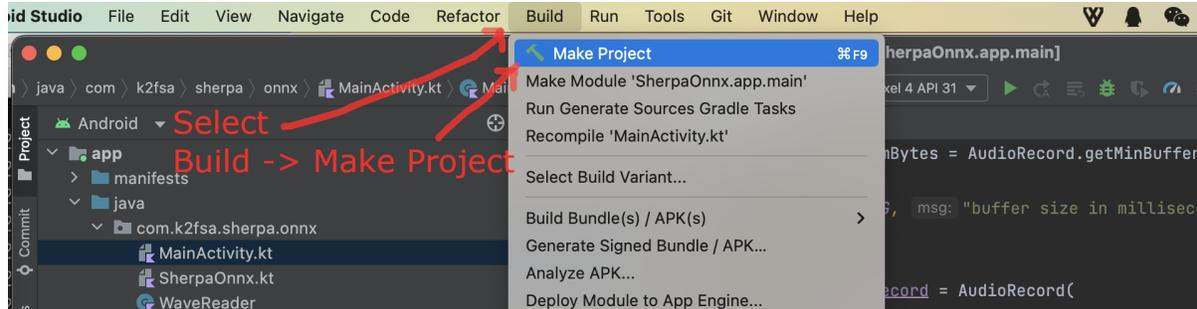 oid Studio File Edit View Navigate Code Refactor Build Run Tools Git Window Help
Make Project ⌘F9
herpaOnnx.app.main]
java com k2fsa sherpa onnx MainActivity.kt Mai
Make Module 'SherpaOnnx.app.main'
xel 4 API 31
Run Generate Sources Gradle Tasks
Project
Android
Select
Recompile 'MainActivity.kt'
app
Build -> Make Project
mBytes = AudioRecord.getMinBuffer
manifests
Select Build Variant...
java
msg: "buffer size in millisec
Commit
com.k2fsa.sherpa.onnx
Build Bundle(s) / APK(s)
MainActivity.kt
Generate Signed Bundle / APK...
SherpaOnnx.kt
Analyze APK...
WaveReader
Deploy Module to App Engine...
ecord = AudioRecord(